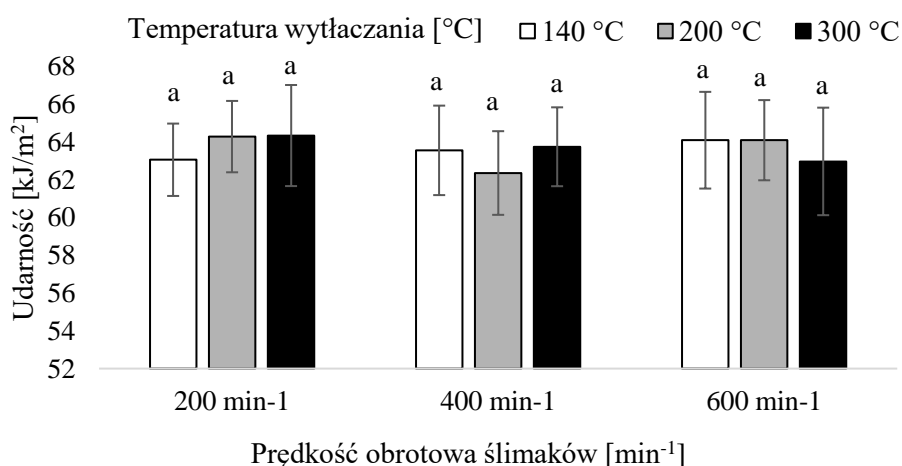 Temperatura wytłaczania [°C] 140 °C 200 °C 300 °C
Udarność [kJ/m²]
68
66
64
62
60
58
56
54
52
a a a a a a a a a
200 min-1 400 min-1 600 min-1
Prędkość obrotowa ślimaków [min⁻¹]